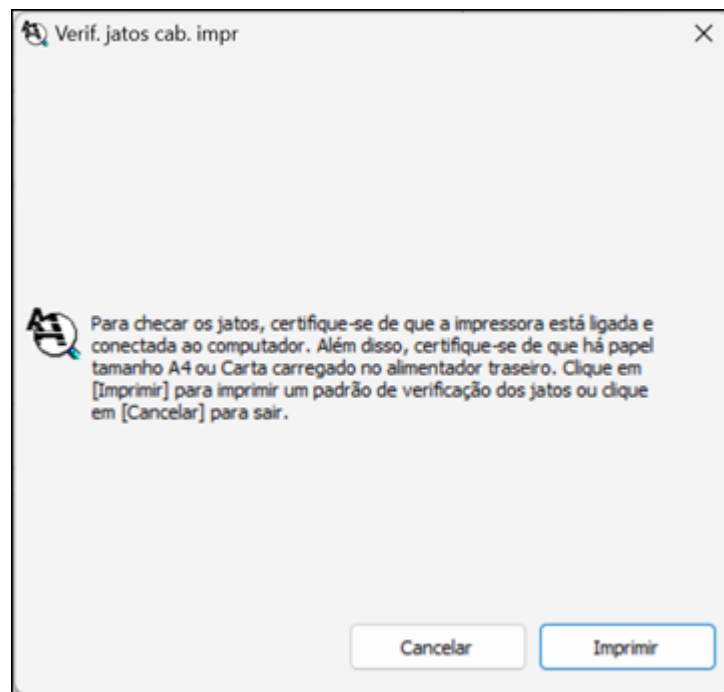 Verif. jatos cab. impr
Para checar os jatos, certifique-se de que a impressora está ligada e
conectada ao computador. Além disso, certifique-se de que há papel
tamanho A4 ou Carta carregado no alimentador traseiro. Clique em
[Imprimir] para imprimir um padrão de verificação dos jatos ou clique
em [Cancelar] para sair.
Cancelar
Imprimir